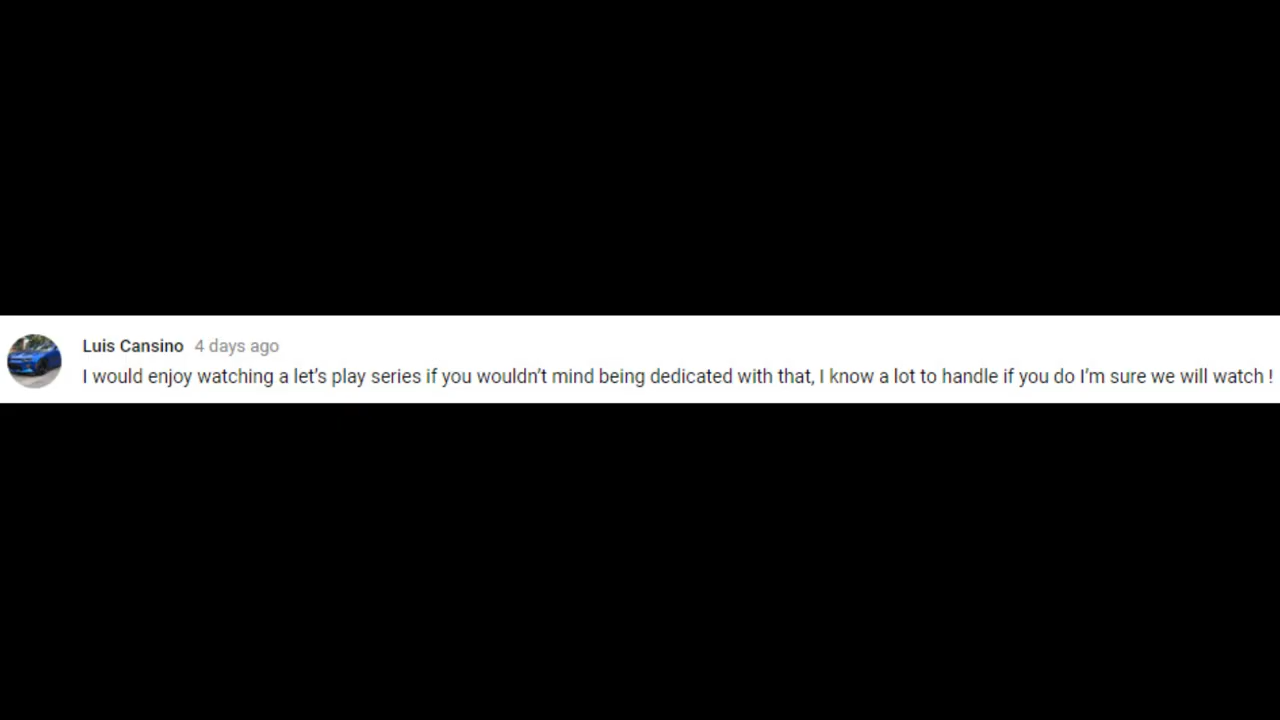 Luis Cansino 4 days ago
I would enjoy watching a let’s play series if you wouldn’t mind being dedicated with that, I know a lot to handle if you do I’m sure we will watch !